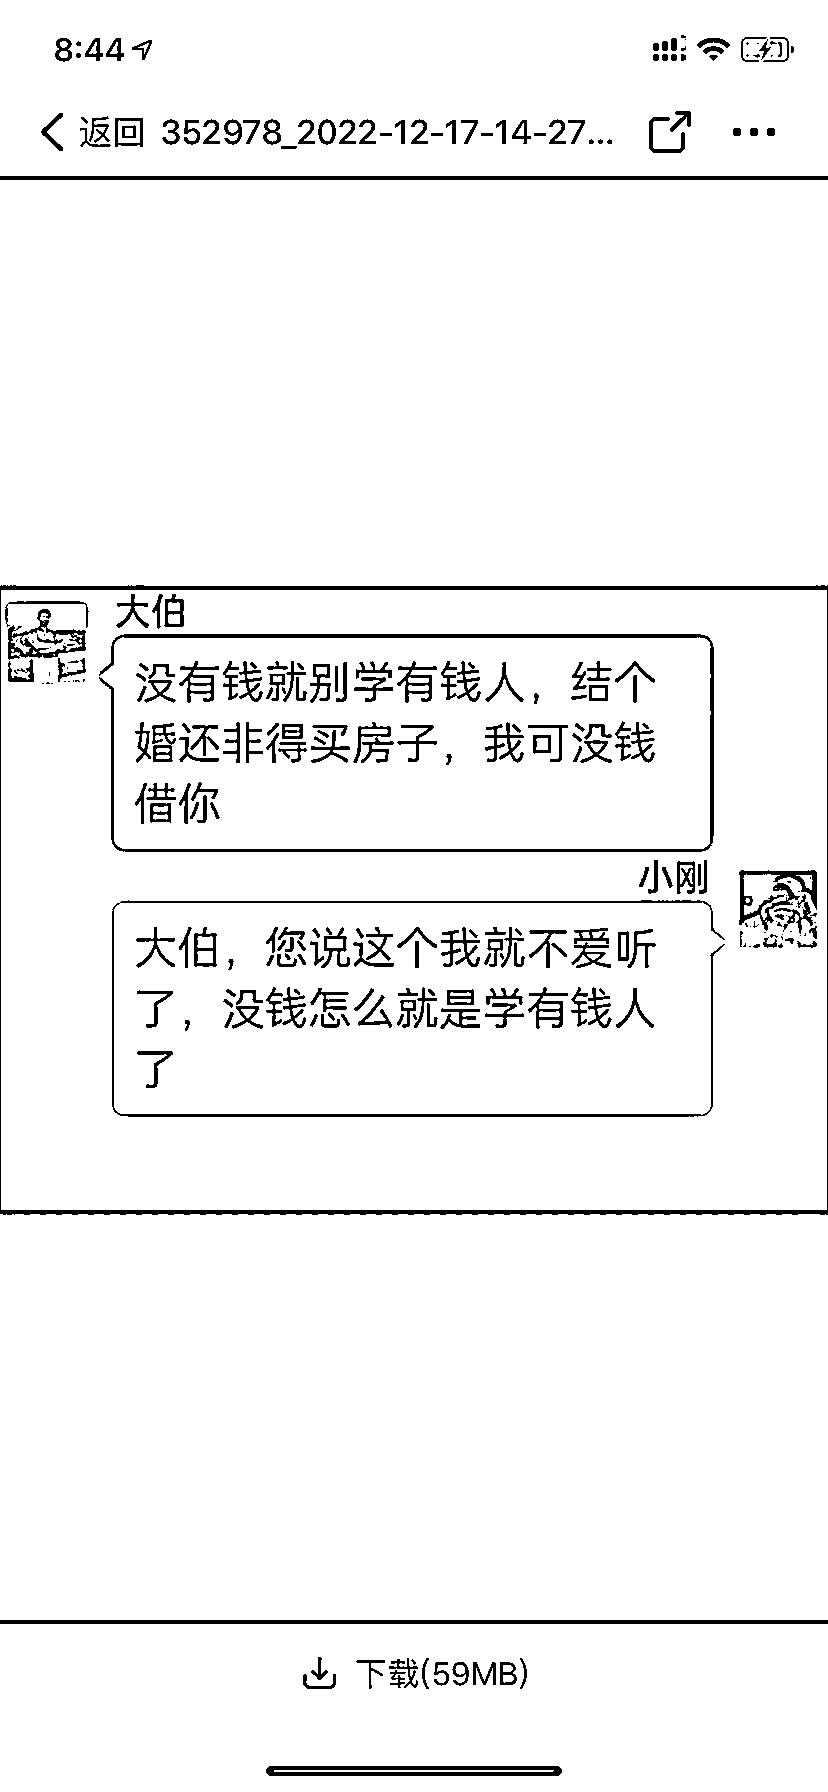 8:44
返回 352978_2022-12-17-14-27...
大伯
没有钱就别学有钱人，结个
婚还非得买房子，我可没钱
借你
小刚
大伯，您说这个我就不爱听
了，没钱怎么就是学有钱人
了
下载(59MB)